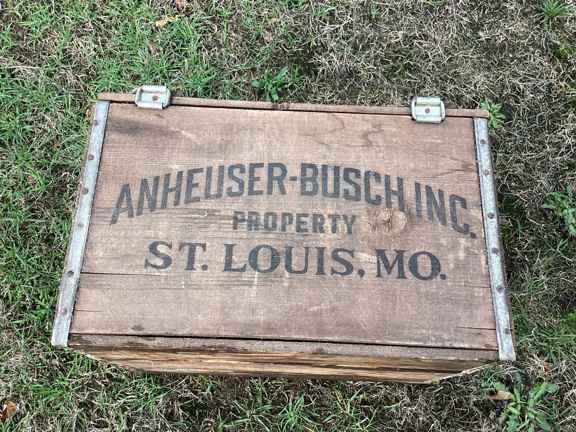 ANHEUSER-BUSCH, INC.
PROPERTY
ST. LOUIS, MO.